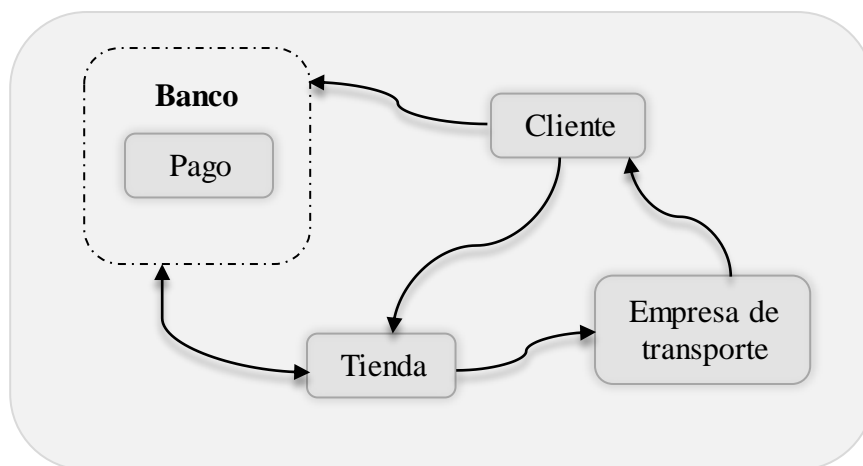 Banco
Pago
Cliente
Tienda
Empresa de
transporte